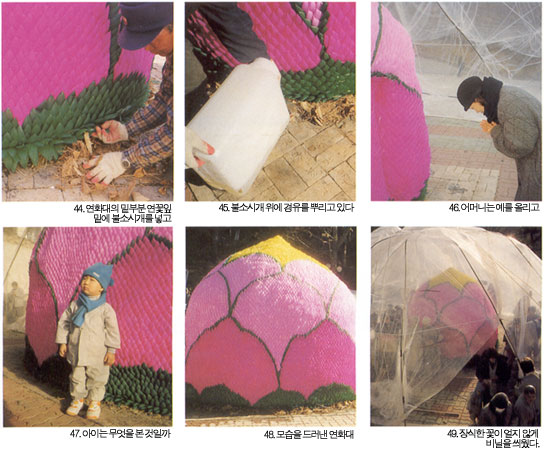 44. 연화대의 밑부분 연꽃잎
밑에 불소시개를 넣고
45. 불소시개 위에 경유를 뿌리고 있다
46. 어머니는 예를 올리고
47. 아이는 무엇을 본 것일까
48. 모습을 드러낸 연화대
49. 장식한 꽃이 얼지 않게
비닐을 씌웠다.